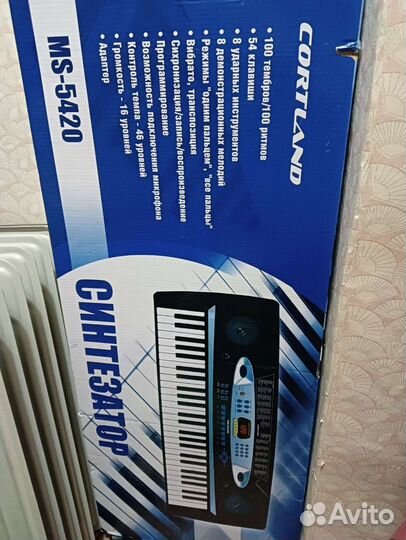 CORTLAND
• 100 тембров/100 ритмов
• 54 клавиши
• 8 ударных инструментов
• 8 демонстрационных мелодий
• Режимы "одним пальцем", "все пальцы"
• Вибрато, транспозиция
• Синхронизация/запись/воспроизведение
• Программирование
• Возможность подключения микрофона
• Контроль темпа - 46 уровней
• Громкость - 16 уровней
• Адаптер
MS-5420
СИНТЕЗАТОР
Avito